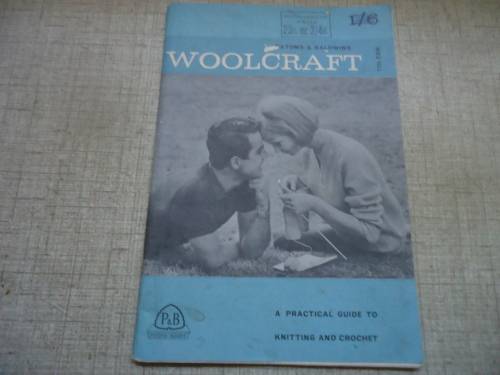 1/6
PATONS & BALDWINS
WOOLCRAFT
P&B
A PRACTICAL GUIDE TO
KNITTING AND CROCHET